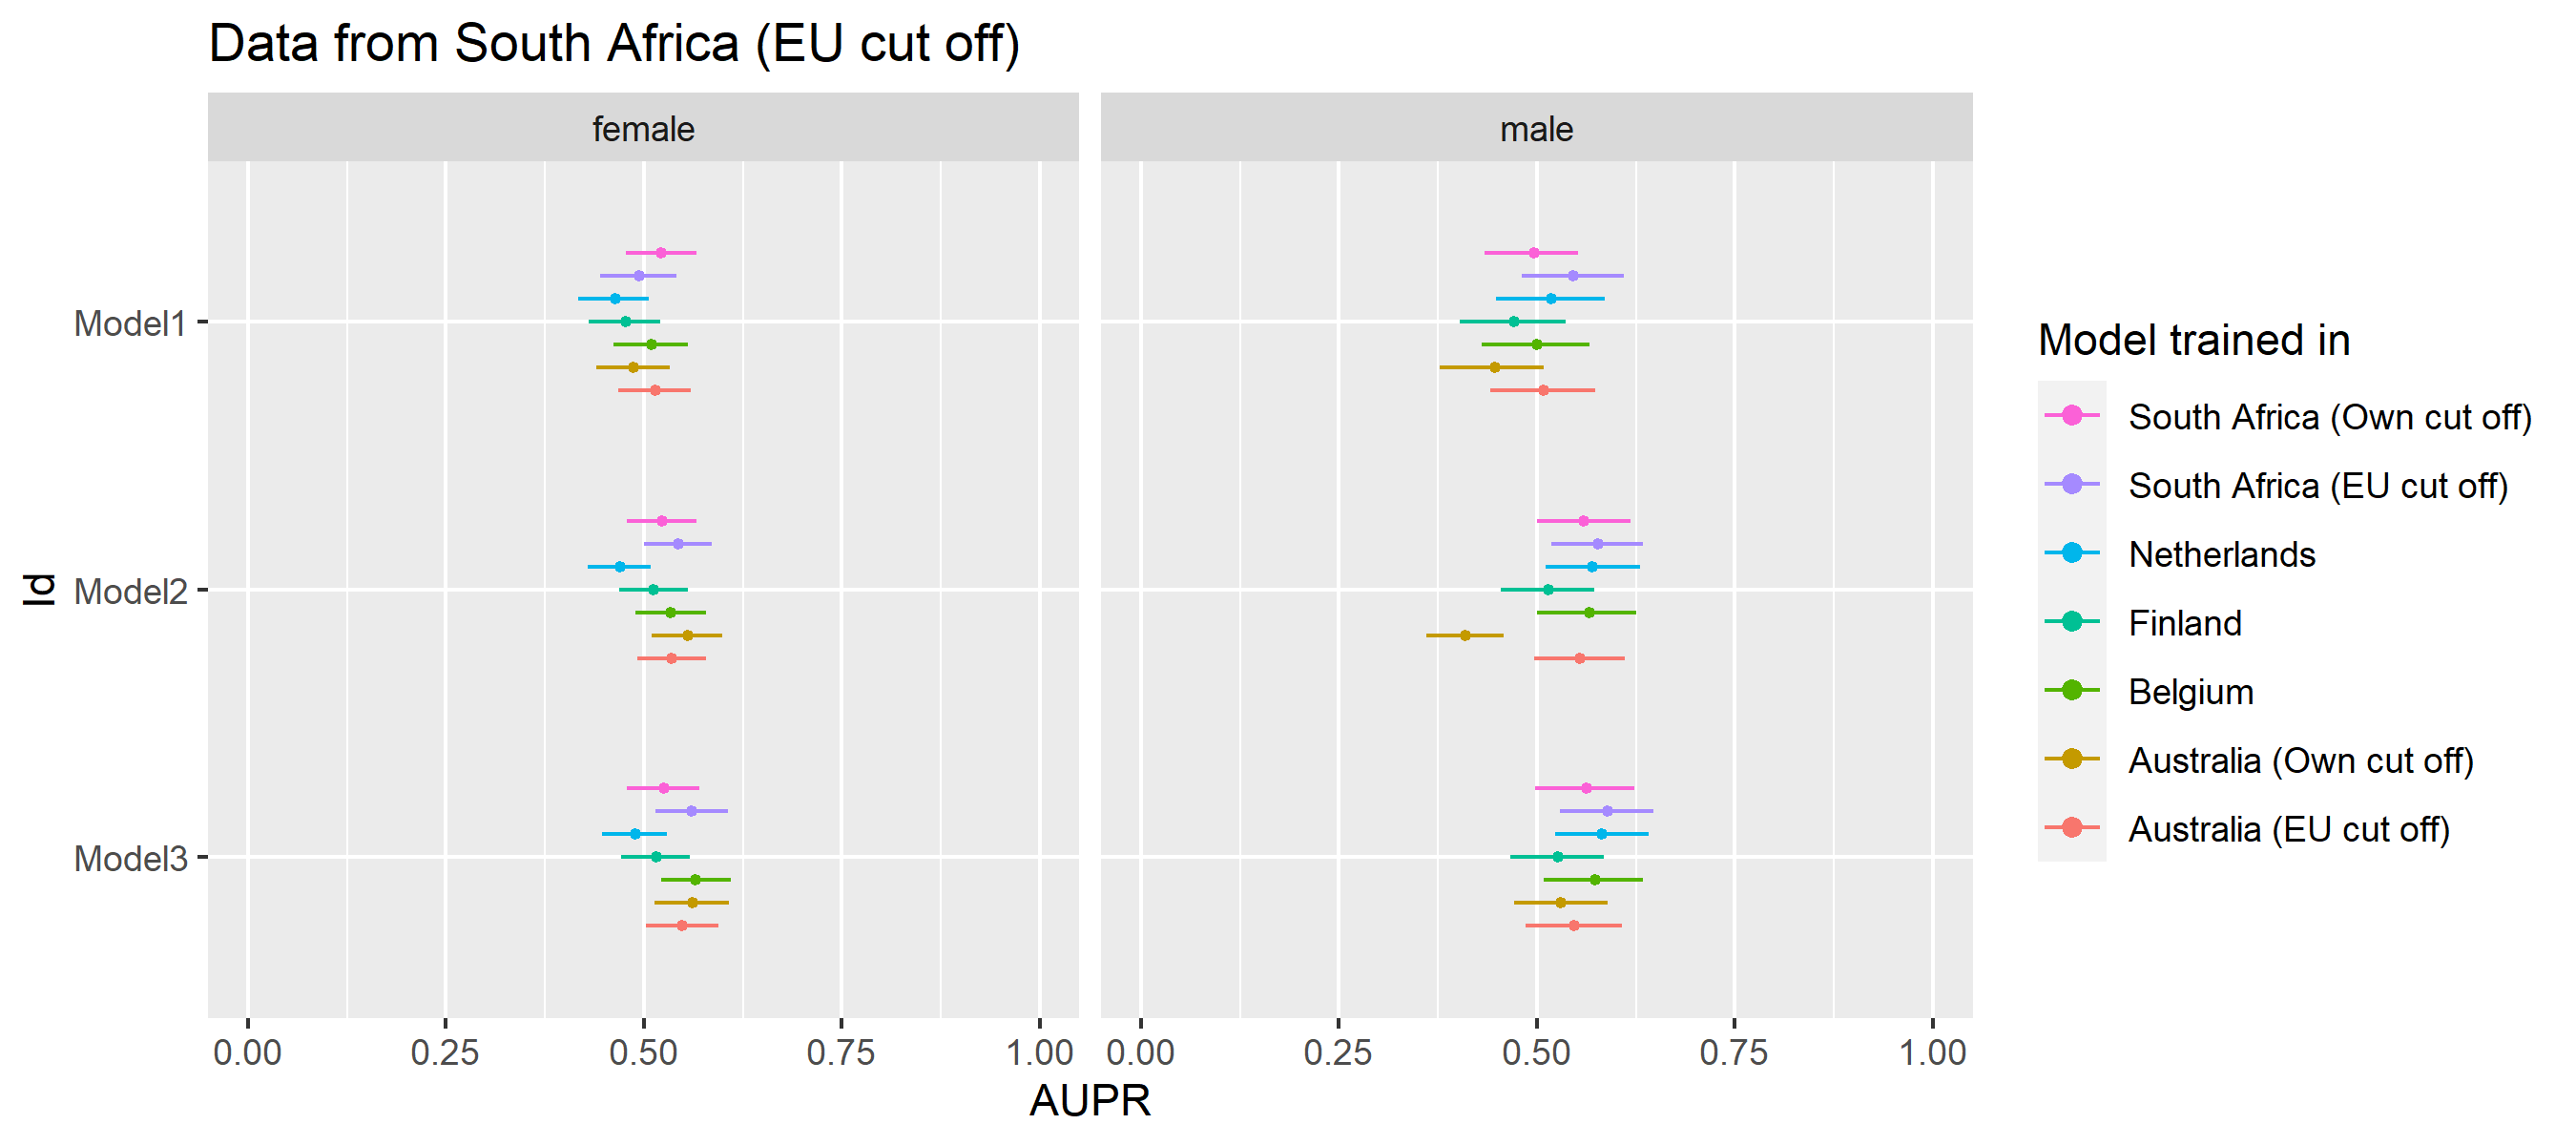 Data from South Africa (EU cut off)
female
male
Model1
Model2
Model3
Id
0.00 0.25 0.50 0.75 1.00
0.00 0.25 0.50 0.75 1.00
AUPR
Model trained in
South Africa (Own cut off)
South Africa (EU cut off)
Netherlands
Finland
Belgium
Australia (Own cut off)
Australia (EU cut off)